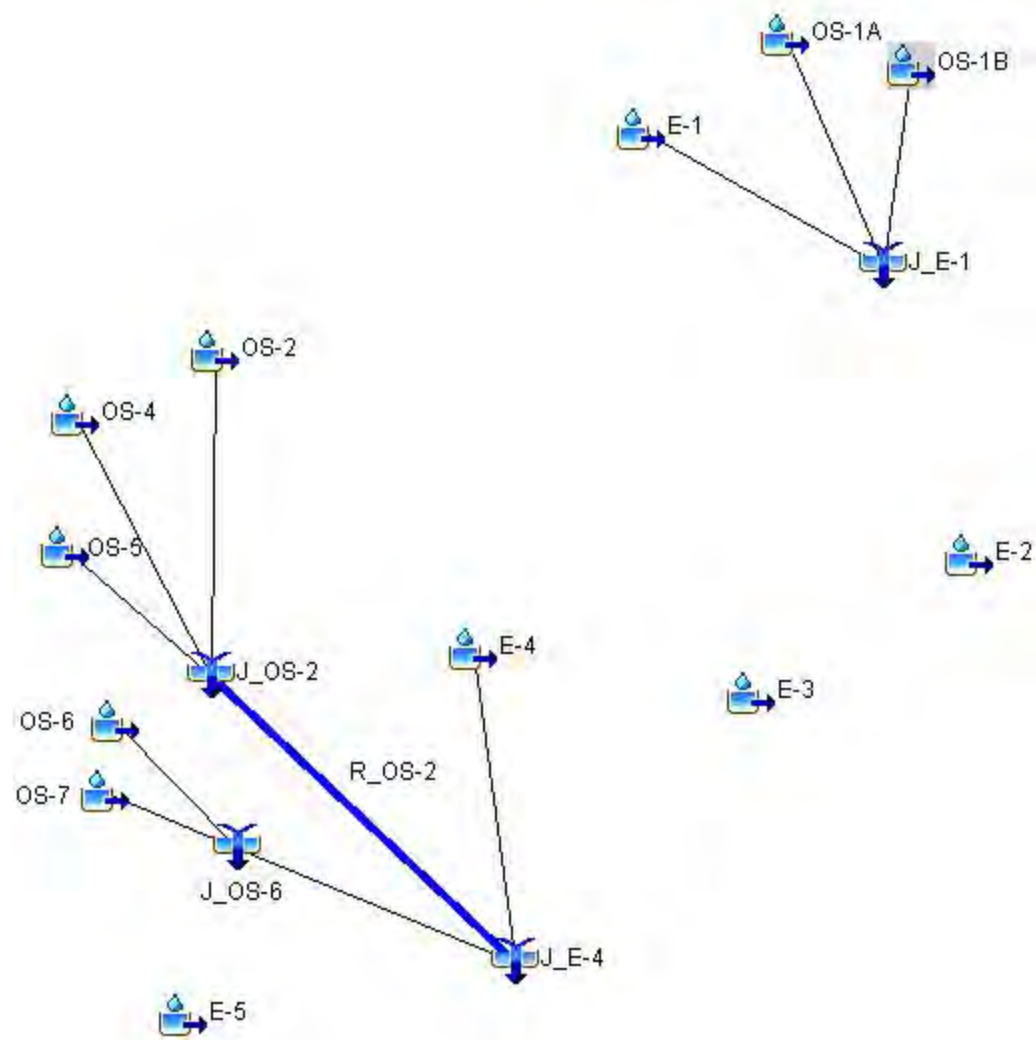 OS-1A
OS-1B
E-1
J_E-1
OS-2
OS-4
OS-5
E-2
E-4
J_OS-2
E-3
OS-6
R_OS-2
OS-7
J_OS-6
J_E-4
E-5